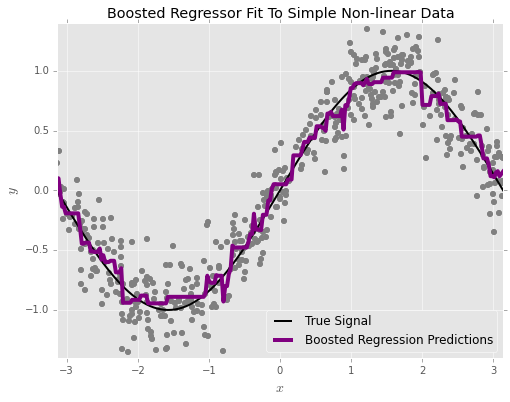 Boosted Regressor Fit To Simple Non-linear Data
1.0
0.5
0.0
−0.5
−1.0
y
−3 −2 −1 0 1 2 3
x
True Signal
Boosted Regression Predictions